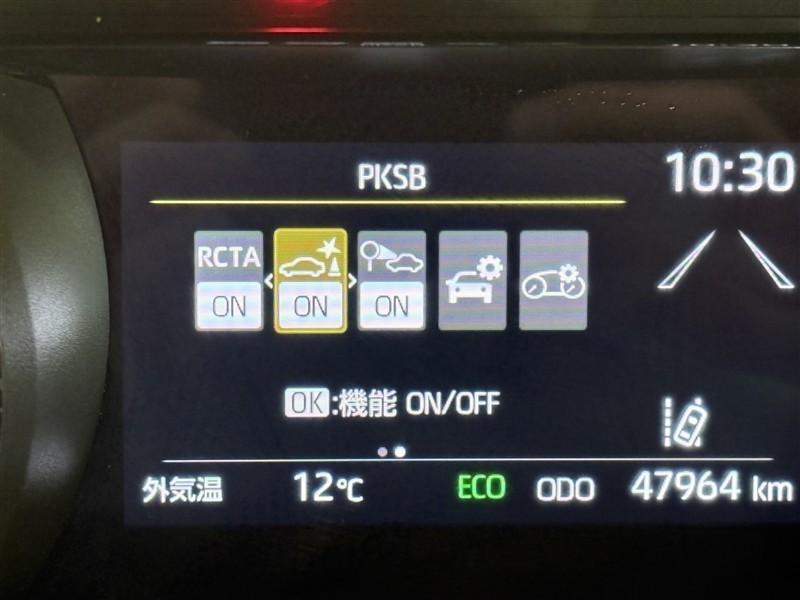 PKSB
10:30
RCTA
ON ON ON
OK:機能 ON/OFF
外気温 12℃ ECO ODO 47964 km